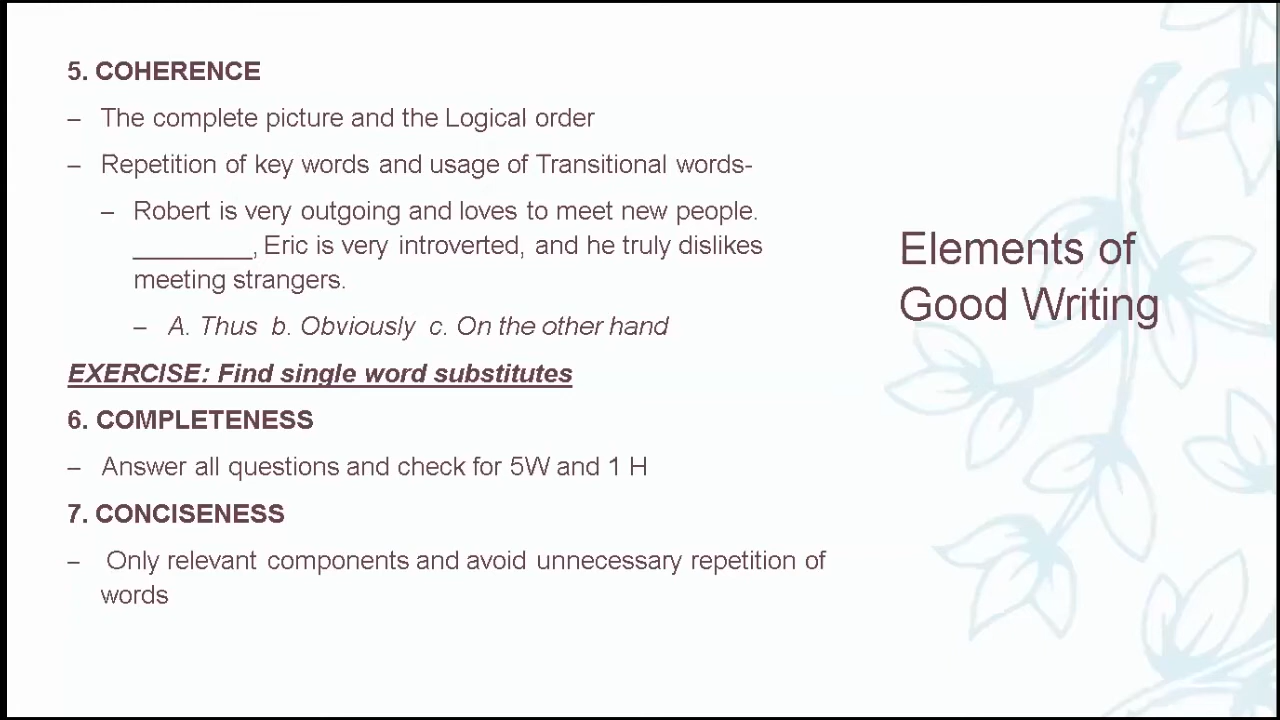 5. COHERENCE
– The complete picture and the Logical order
– Repetition of key words and usage of Transitional words-
– Robert is very outgoing and loves to meet new people.
________, Eric is very introverted, and he truly dislikes
meeting strangers.
– A. Thus b. Obviously c. On the other hand
EXERCISE: Find single word substitutes
6. COMPLETENESS
– Answer all questions and check for 5W and 1 H
7. CONCISENESS
– Only relevant components and avoid unnecessary repetition of
words
Elements of
Good Writing